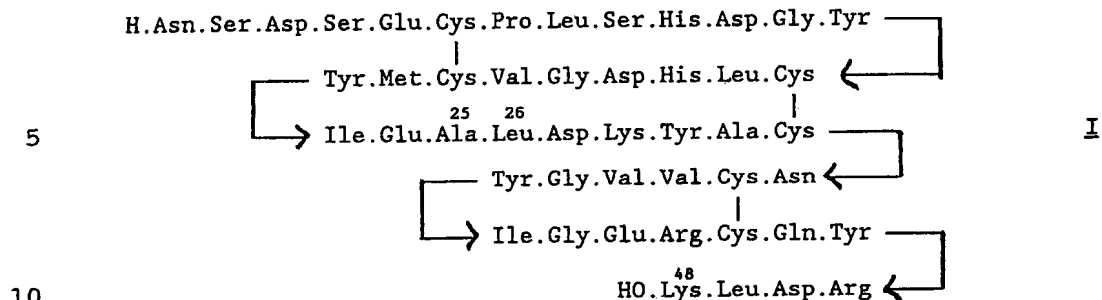 H.Asn.Ser.Asp.Ser.Glu.Cys.Pro.Leu.Ser.His.Asp.Gly.Tyr
Tyr.Met.Cys.Val.Gly.Asp.His.Leu.Cys
25 26
5 Ile.Glu.Ala.Leu.Asp.Lys.Tyr.Ala.Cys I
Tyr.Gly.Val.Val.Cys.Asn
Ile.Gly.Glu.Arg.Cys.Gln.Tyr
48
10 HO.Lys.Leu.Asp.Arg